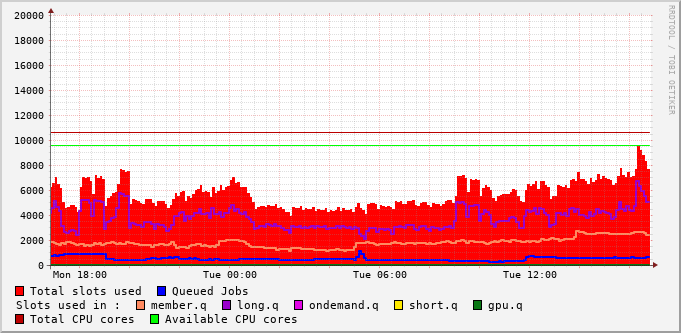 20000
18000
16000
14000
12000
10000
8000
6000
4000
2000
0
Mon 18:00 Tue 00:00 Tue 06:00 Tue 12:00
RRDTOOL / TOBI OETIKER
Total slots used Queued Jobs
Slots used in : member.q long.q ondemand.q short.q gpu.q
Total CPU cores Available CPU cores